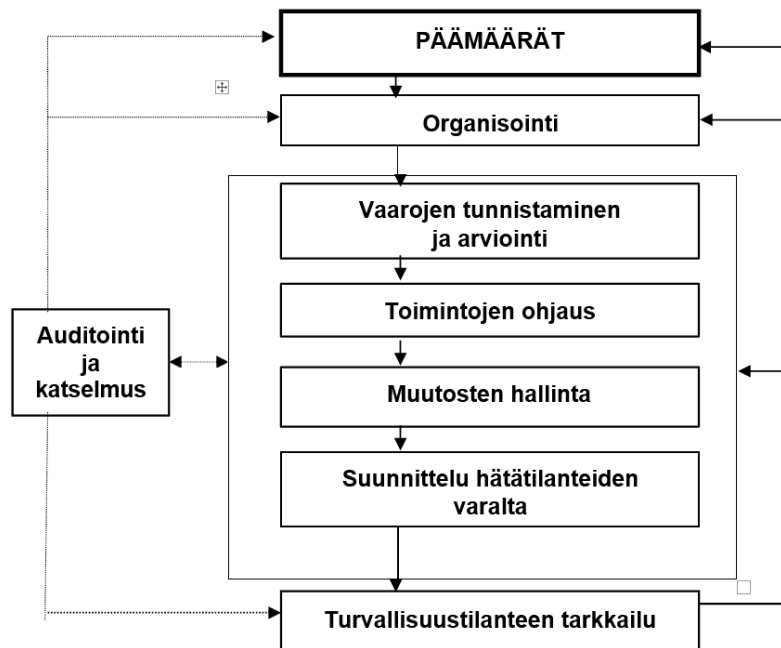 PÄÄMÄÄRÄT
Organisointi
Vaarojen tunnistaminen
ja arviointi
Toimintojen ohjaus
Auditointi
ja
katselmus
Muutosten hallinta
Suunnittelu hätätilanteiden
varalta
Turvallisuustilanteen tarkkailu